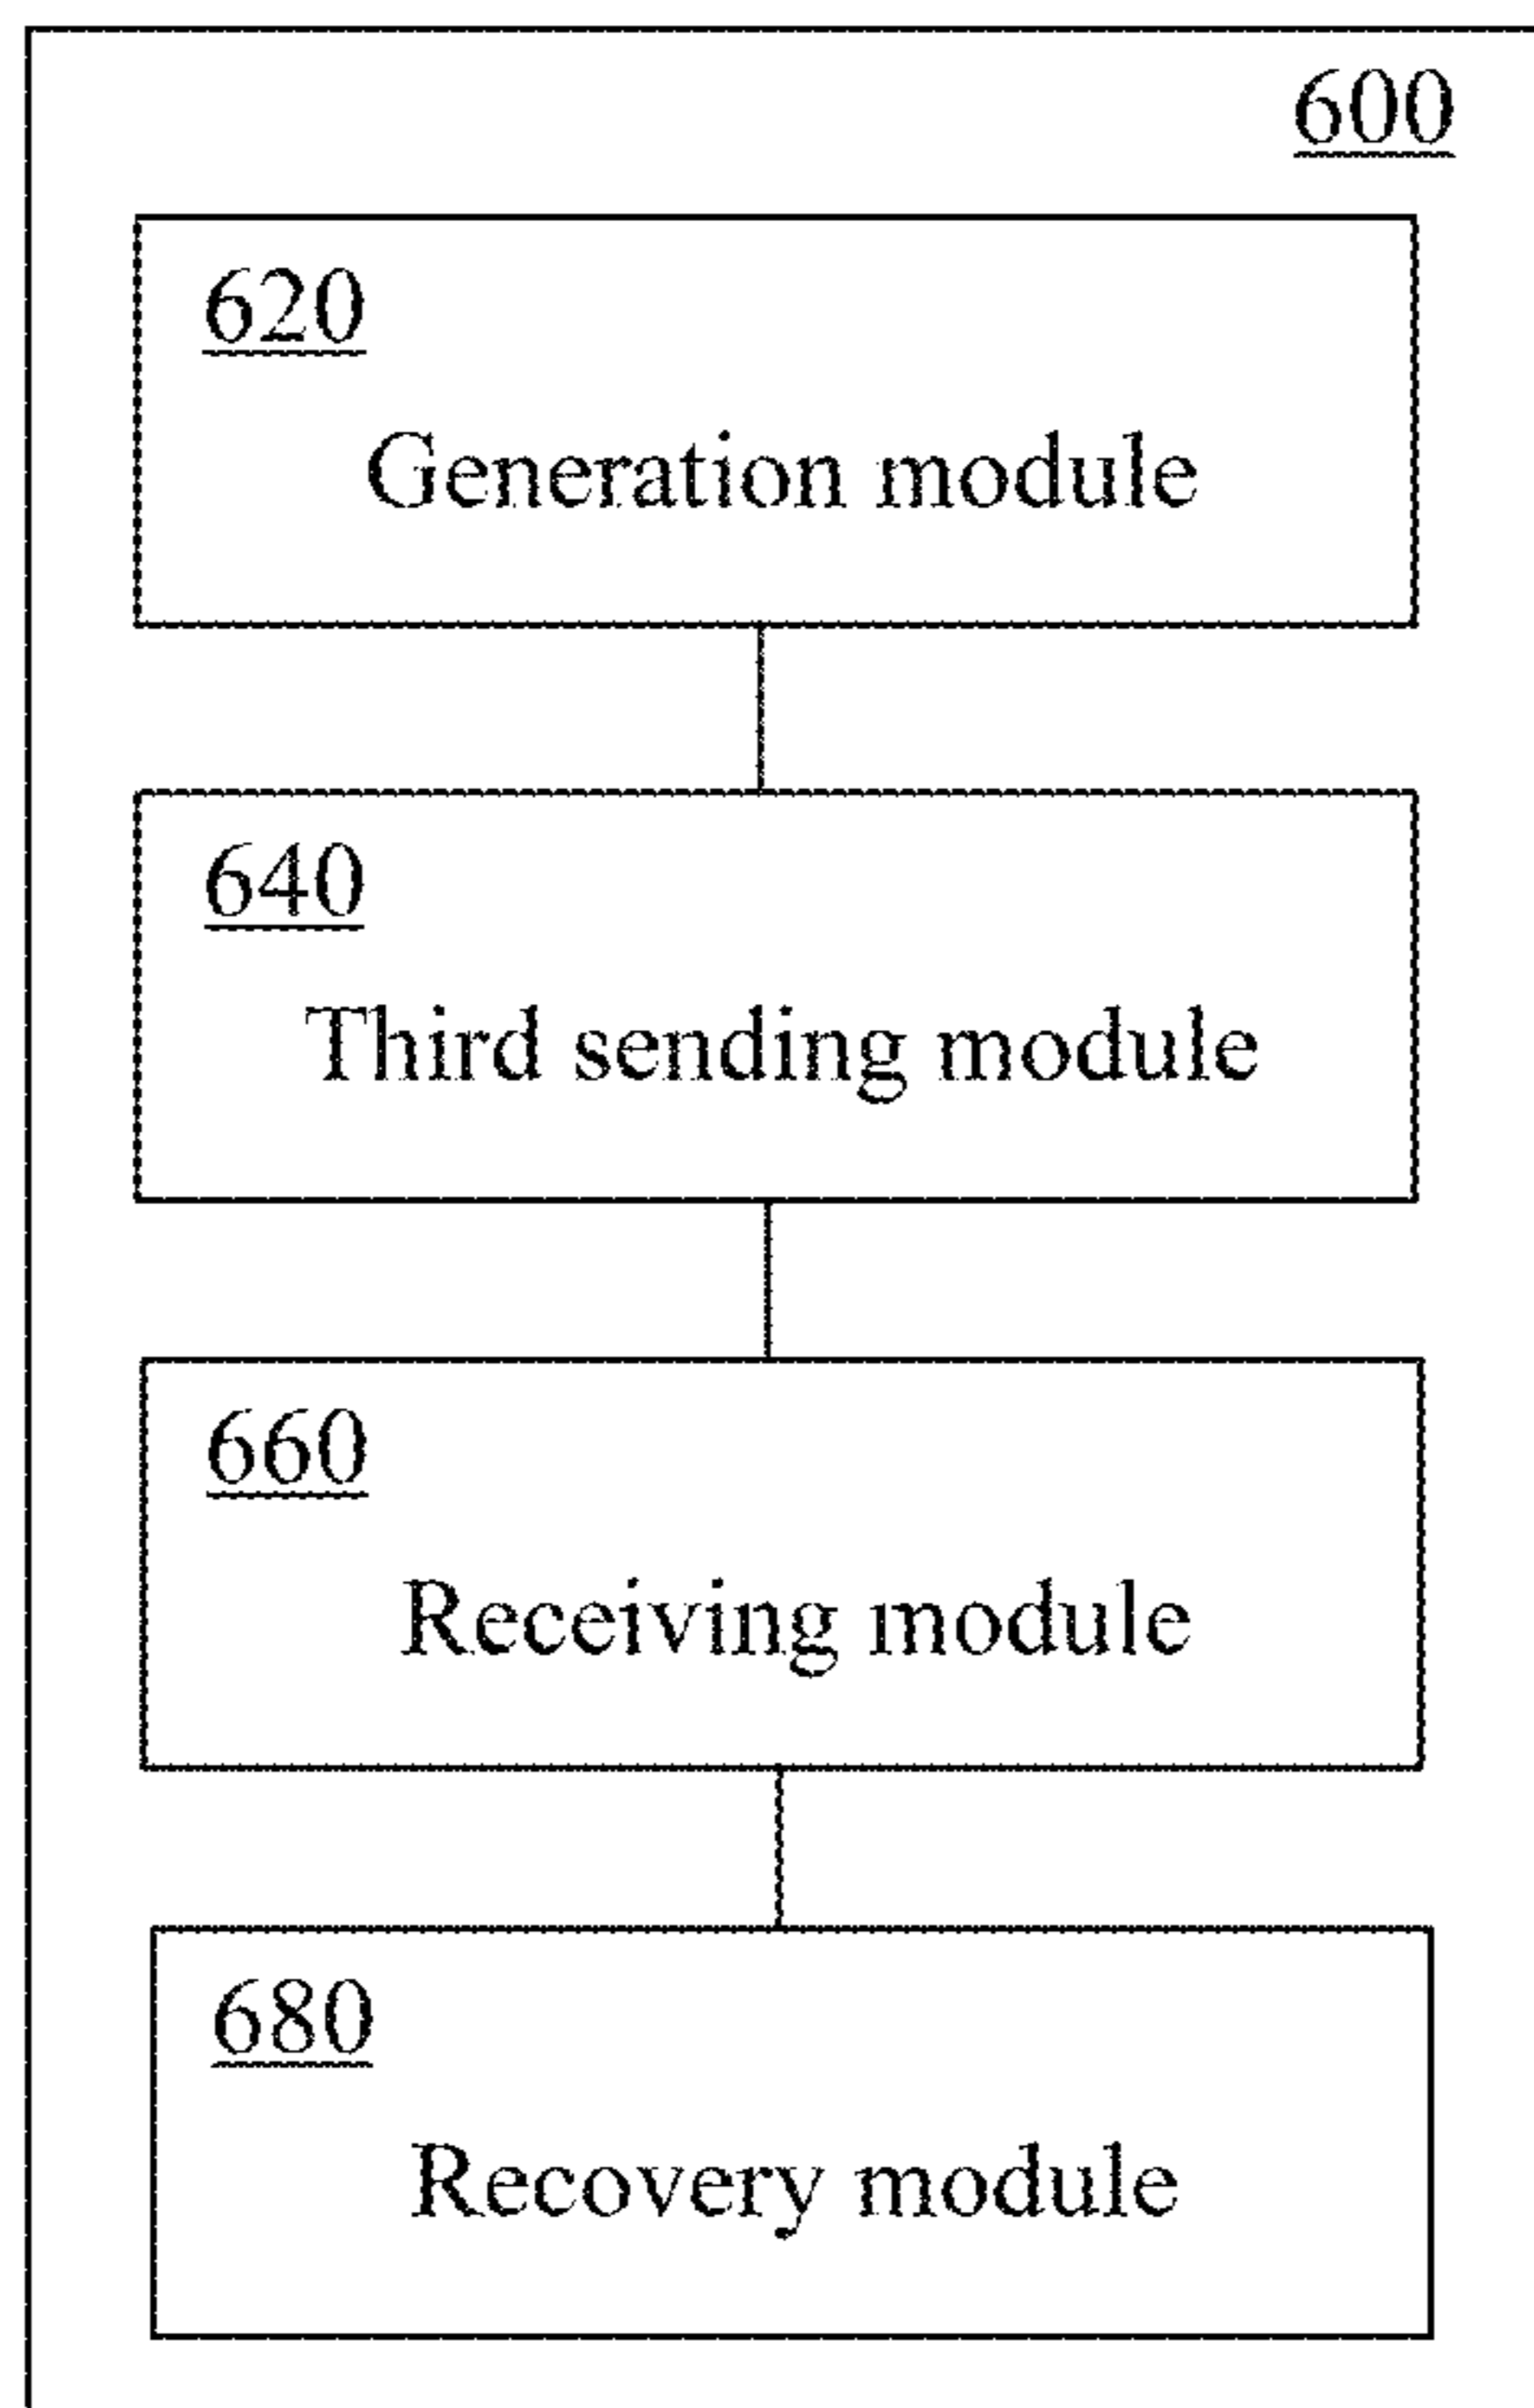 600
620
Generation module
640
Third sending module
660
Receiving module
680
Recovery module